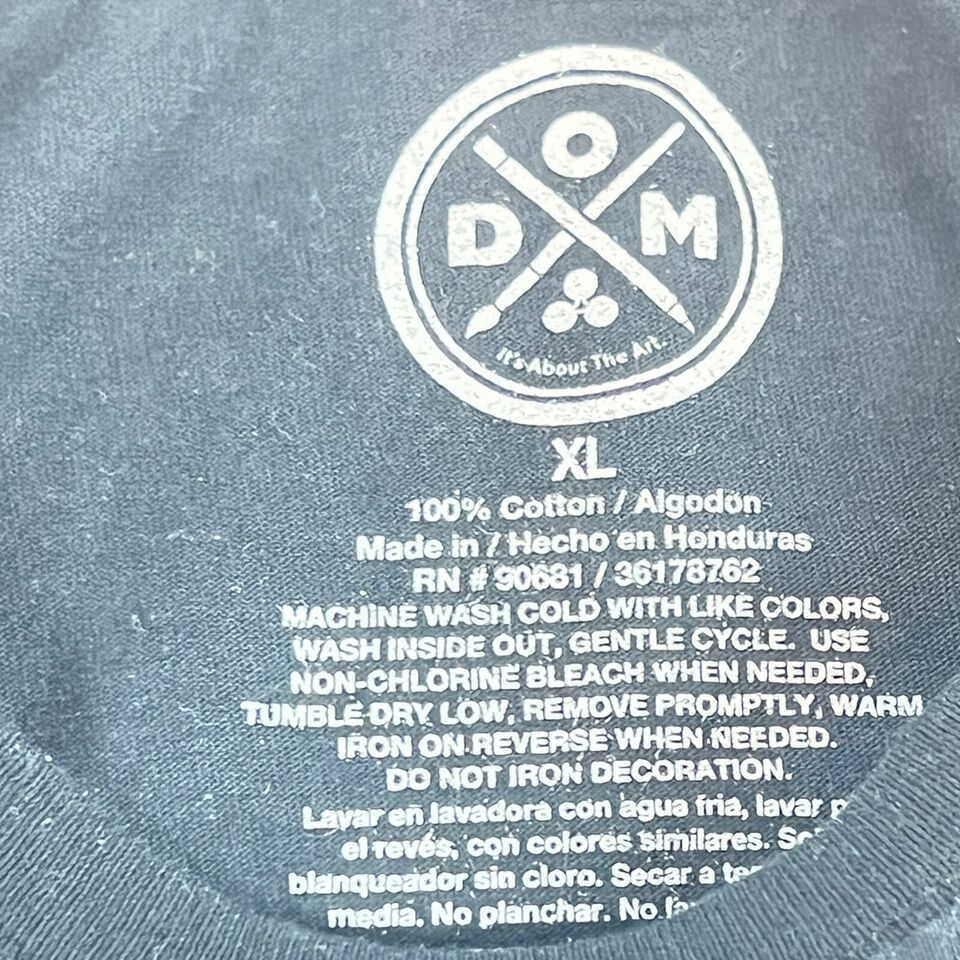 O
D M
It's About The Art.
XL
100% Cotton / Algodón
Made in / Hecho en Honduras
RN # 90681 / 36178762
MACHINE WASH COLD WITH LIKE COLORS,
WASH INSIDE OUT, GENTLE CYCLE. USE
NON-CHLORINE BLEACH WHEN NEEDED,
TUMBLE DRY LOW, REMOVE PROMPTLY, WARM
IRON ON REVERSE WHEN NEEDED.
DO NOT IRON DECORATION.
Lavar en lavadora con agua fria, lavar
el revés, con colores similares.
blanqueador sin cloro. Secar a
media. No planchar. No